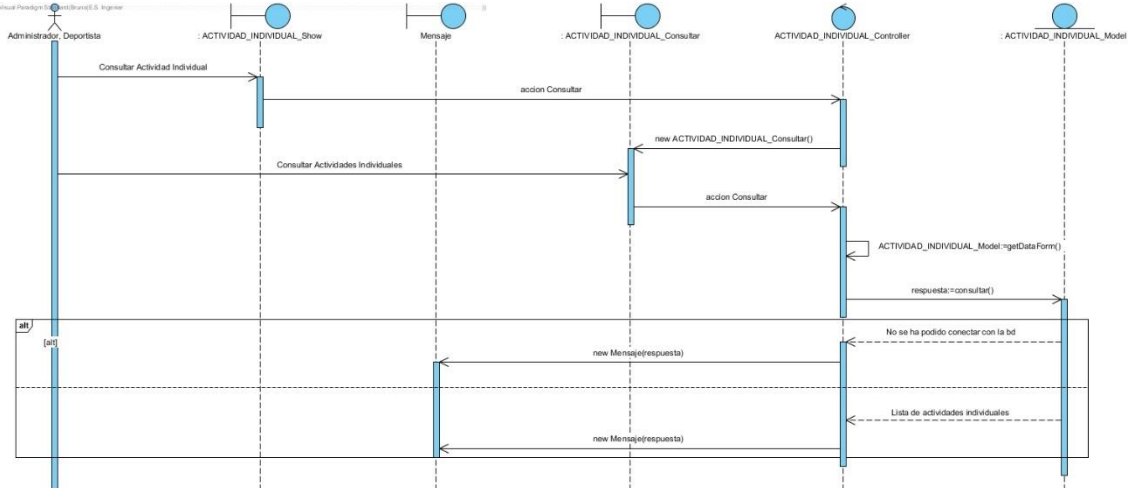 Administrador, Deportista
: ACTIVIDAD_INDIVIDUAL_Show
Mensaje
: ACTIVIDAD_INDIVIDUAL_Consultar
ACTIVIDAD_INDIVIDUAL_Controller
: ACTIVIDAD_INDIVIDUAL_Model
Consultar Actividad Individual
accion Consultar
new ACTIVIDAD_INDIVIDUAL_Consultar()
Consultar Actividades Individuales
accion Consultar
ACTIVIDAD_INDIVIDUAL_Model:=getDataForm()
respuesta:=consultar()
alt
[alt]
No se ha podido conectar con la bd
new Mensaje(respuesta)
Lista de actividades individuales
new Mensaje(respuesta)